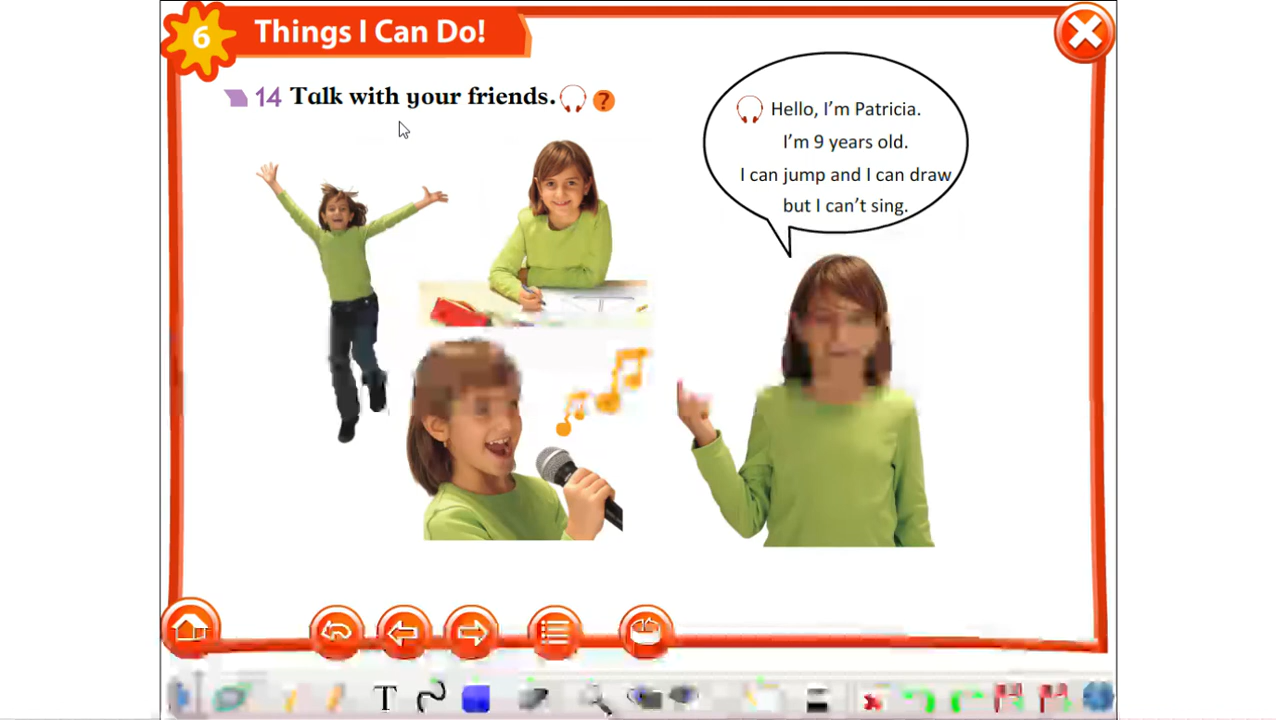 6
Things I Can Do!
14 Talk with your friends. ?
Hello, I'm Patricia.
I'm 9 years old.
I can jump and I can draw
but I can't sing.
T